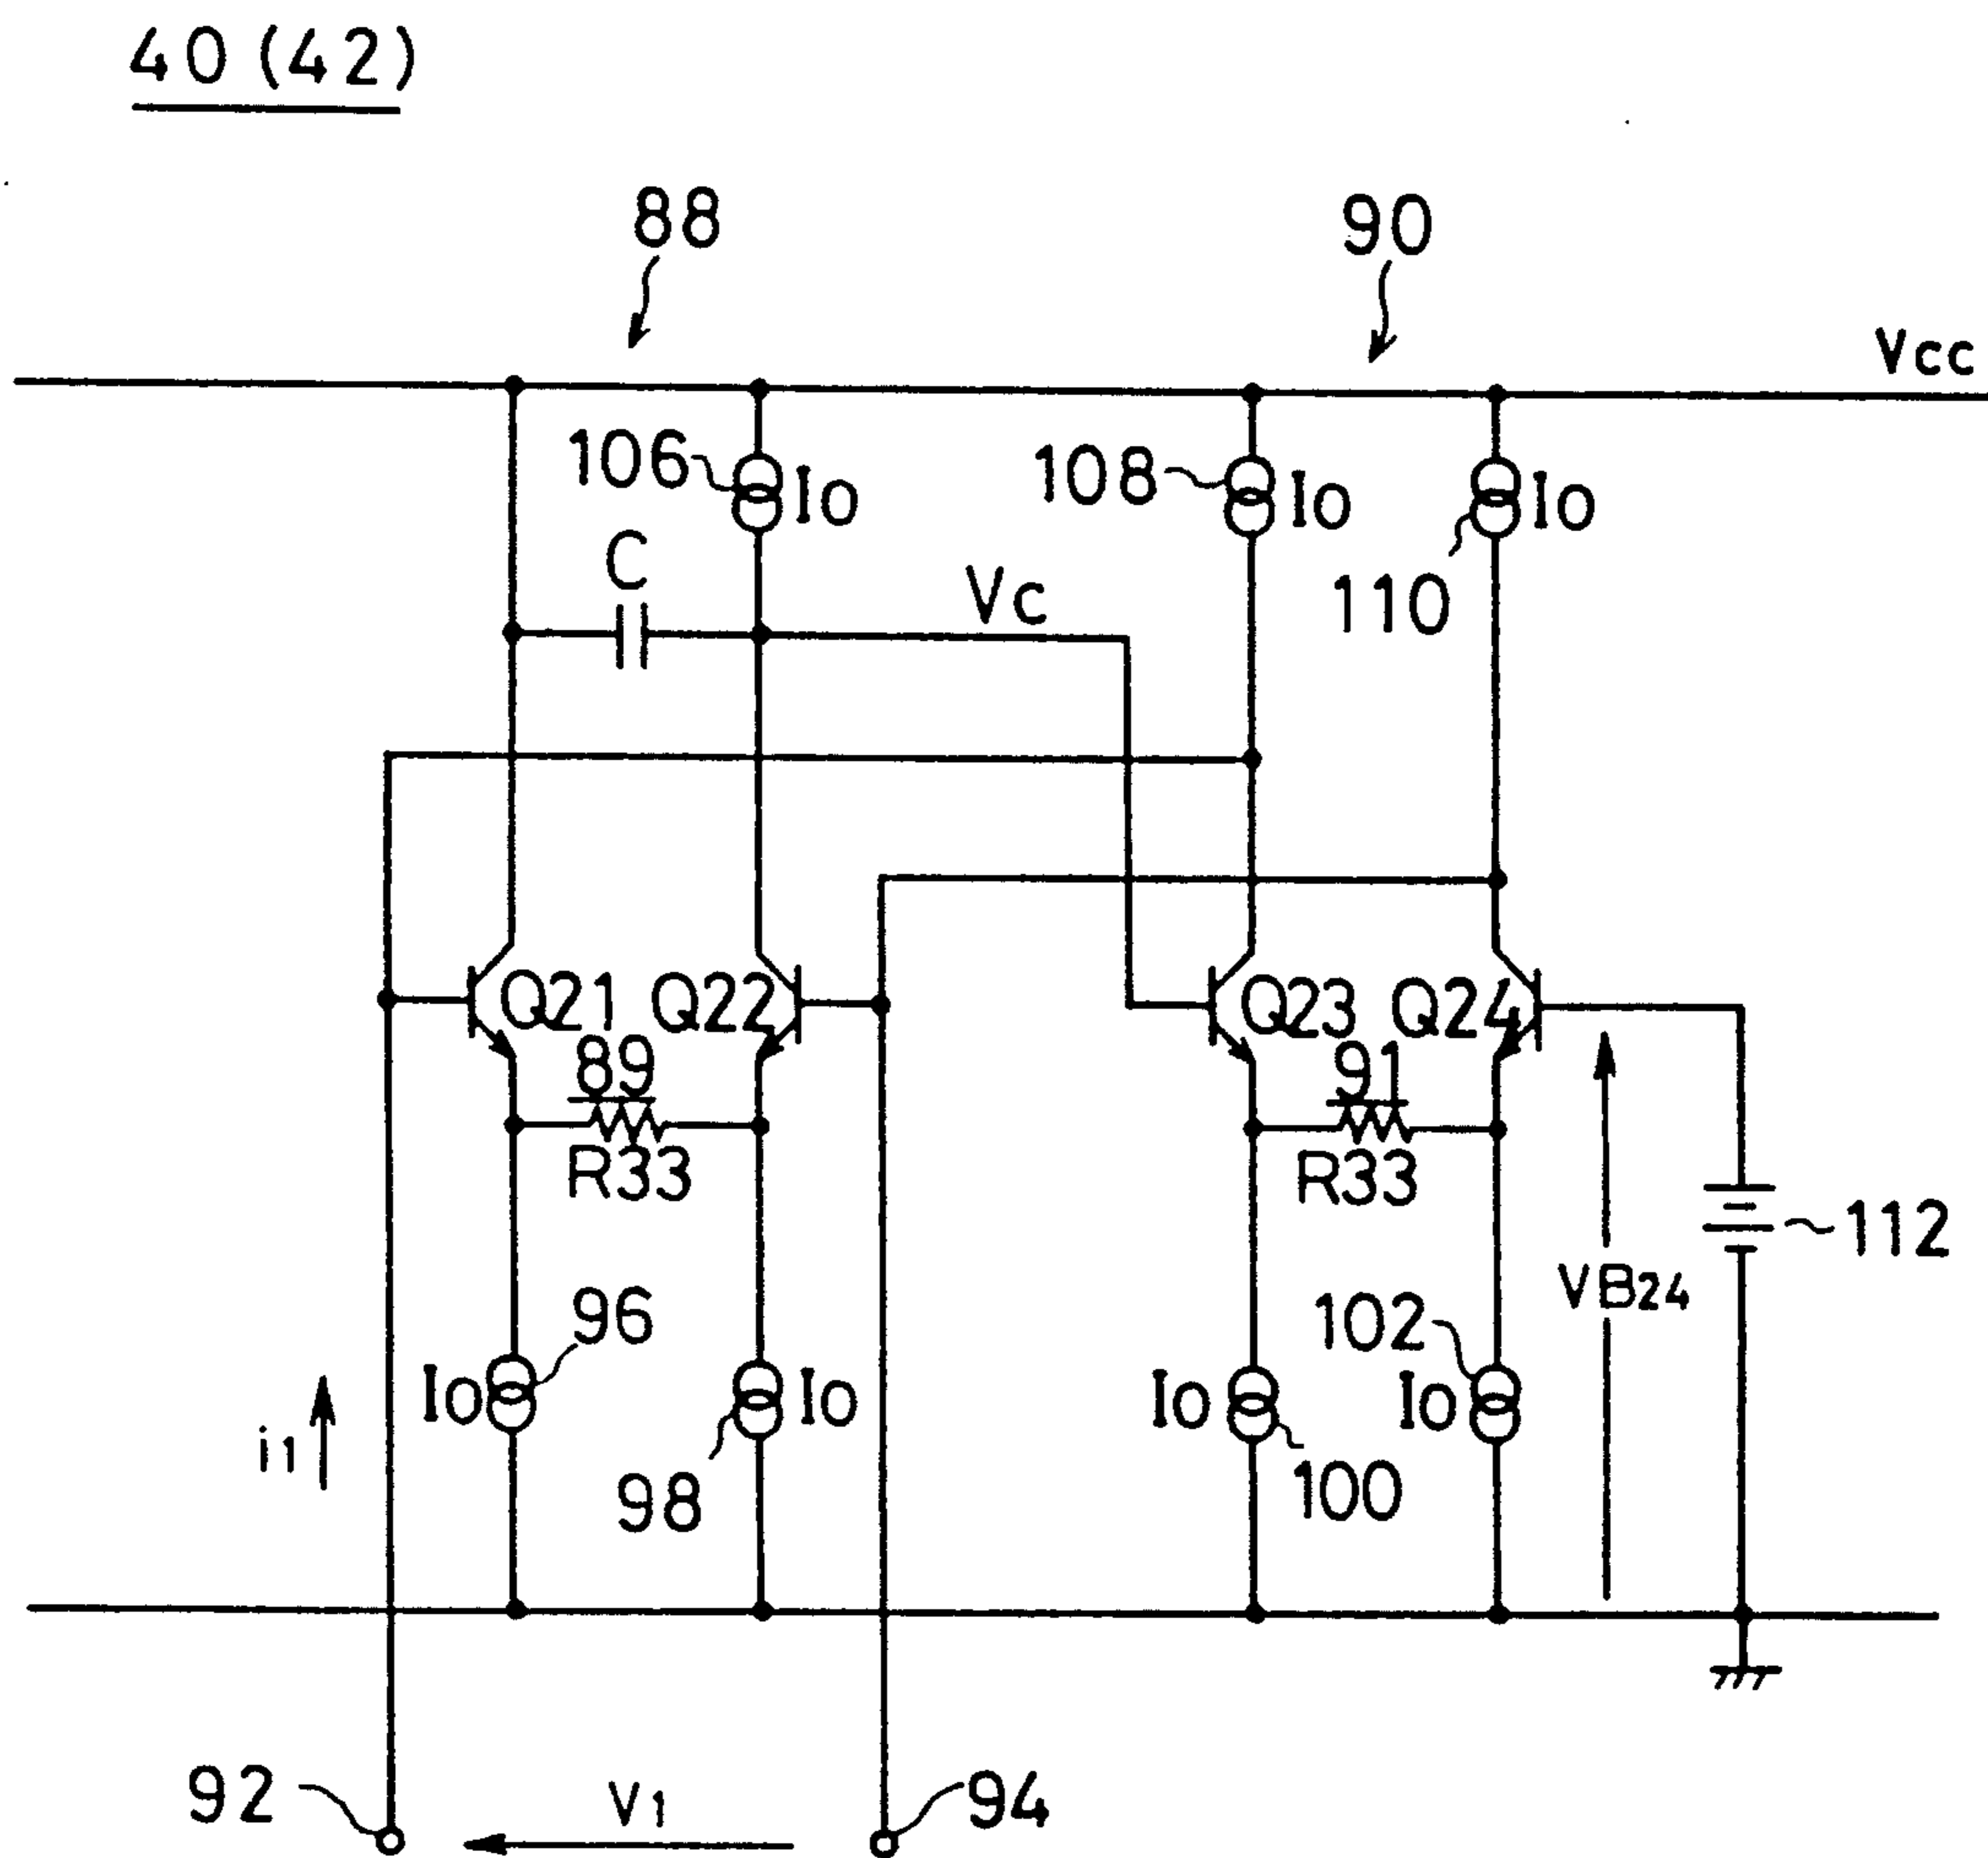 40 (42)
88
90
Vcc
106
Io
108
Io
Io
110
C
Vc
Q21
Q22
Q23
Q24
89
R33
91
R33
112
VB24
96
Io
98
Io
102
Io
Io
100
i1
92
V1
94